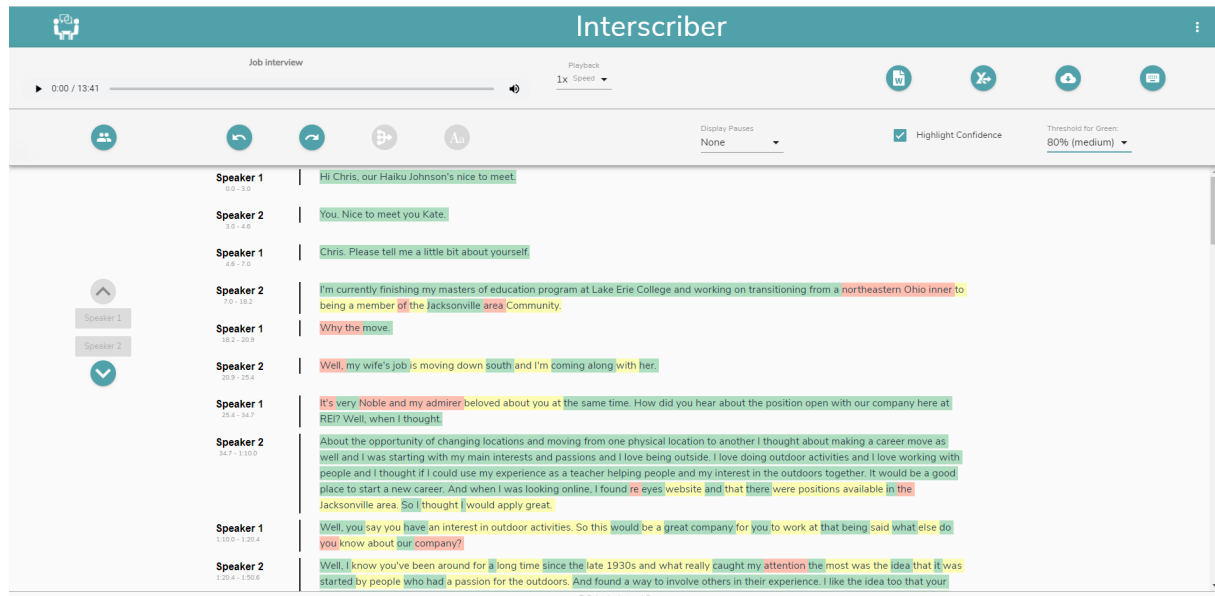 Interscriber
Job interview
0:00 / 13:41
Playback
1x Speed
Display Pauses
None
Highlight Confidence
Threshold for Green:
80% (medium)
Speaker 1
0.0 - 3.0
Hi Chris, our Haiku Johnson's nice to meet.
Speaker 2
3.0 - 4.6
You. Nice to meet you Kate.
Speaker 1
4.6 - 7.0
Chris. Please tell me a little bit about yourself.
Speaker 2
7.0 - 18.2
I'm currently finishing my masters of education program at Lake Erie College and working on transitioning from a northeastern Ohio inner to
being a member of the Jacksonville area Community.
Speaker 1
18.2 - 20.9
Why the move.
Speaker 2
20.9 - 25.4
Well, my wife's job is moving down south and I'm coming along with her.
Speaker 1
25.4 - 34.7
It's very Noble and my admirer beloved about you at the same time. How did you hear about the position open with our company here at
REI? Well, when I thought.
Speaker 2
34.7 - 1:10.0
About the opportunity of changing locations and moving from one physical location to another I thought about making a career move as
well and I was starting with my main interests and passions and I love being outside. I love doing outdoor activities and I love working with
people and I thought if I could use my experience as a teacher helping people and my interest in the outdoors together. It would be a good
place to start a new career. And when I was looking online, I found re eyes website and that there were positions available in the
Jacksonville area. So I thought I would apply great.
Speaker 1
1:10.0 - 1:20.4
Well, you say you have an interest in outdoor activities. So this would be a great company for you to work at that being said what else do
you know about our company?
Speaker 2
1:20.4 - 1:50.6
Well, I know you've been around for a long time since the late 1930s and what really caught my attention the most was the idea that it was
started by people who had a passion for the outdoors. And found a way to involve others in their experience. I like the idea too that your
Speaker 1
Speaker 2
W
Aa